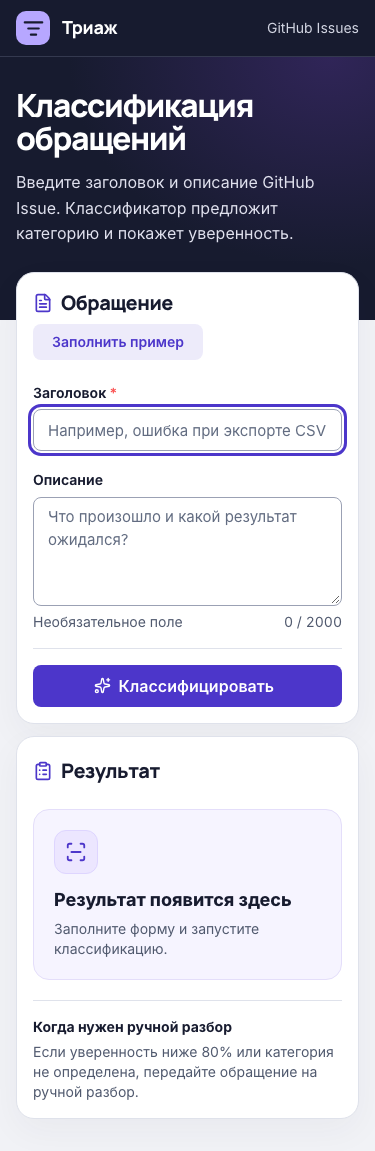 Триаж
GitHub Issues
Классификация
обращений
Введите заголовок и описание GitHub
Issue. Классификатор предложит
категорию и покажет уверенность.
Обращение
Заполнить пример
Заголовок *
Например, ошибка при экспорте CSV
Описание
Что произошло и какой результат
ожидался?
Необязательное поле
0 / 2000
Классифицировать
Результат
Результат появится здесь
Заполните форму и запустите
классификацию.
Когда нужен ручной разбор
Если уверенность ниже 80% или категория
не определена, передайте обращение на
ручной разбор.